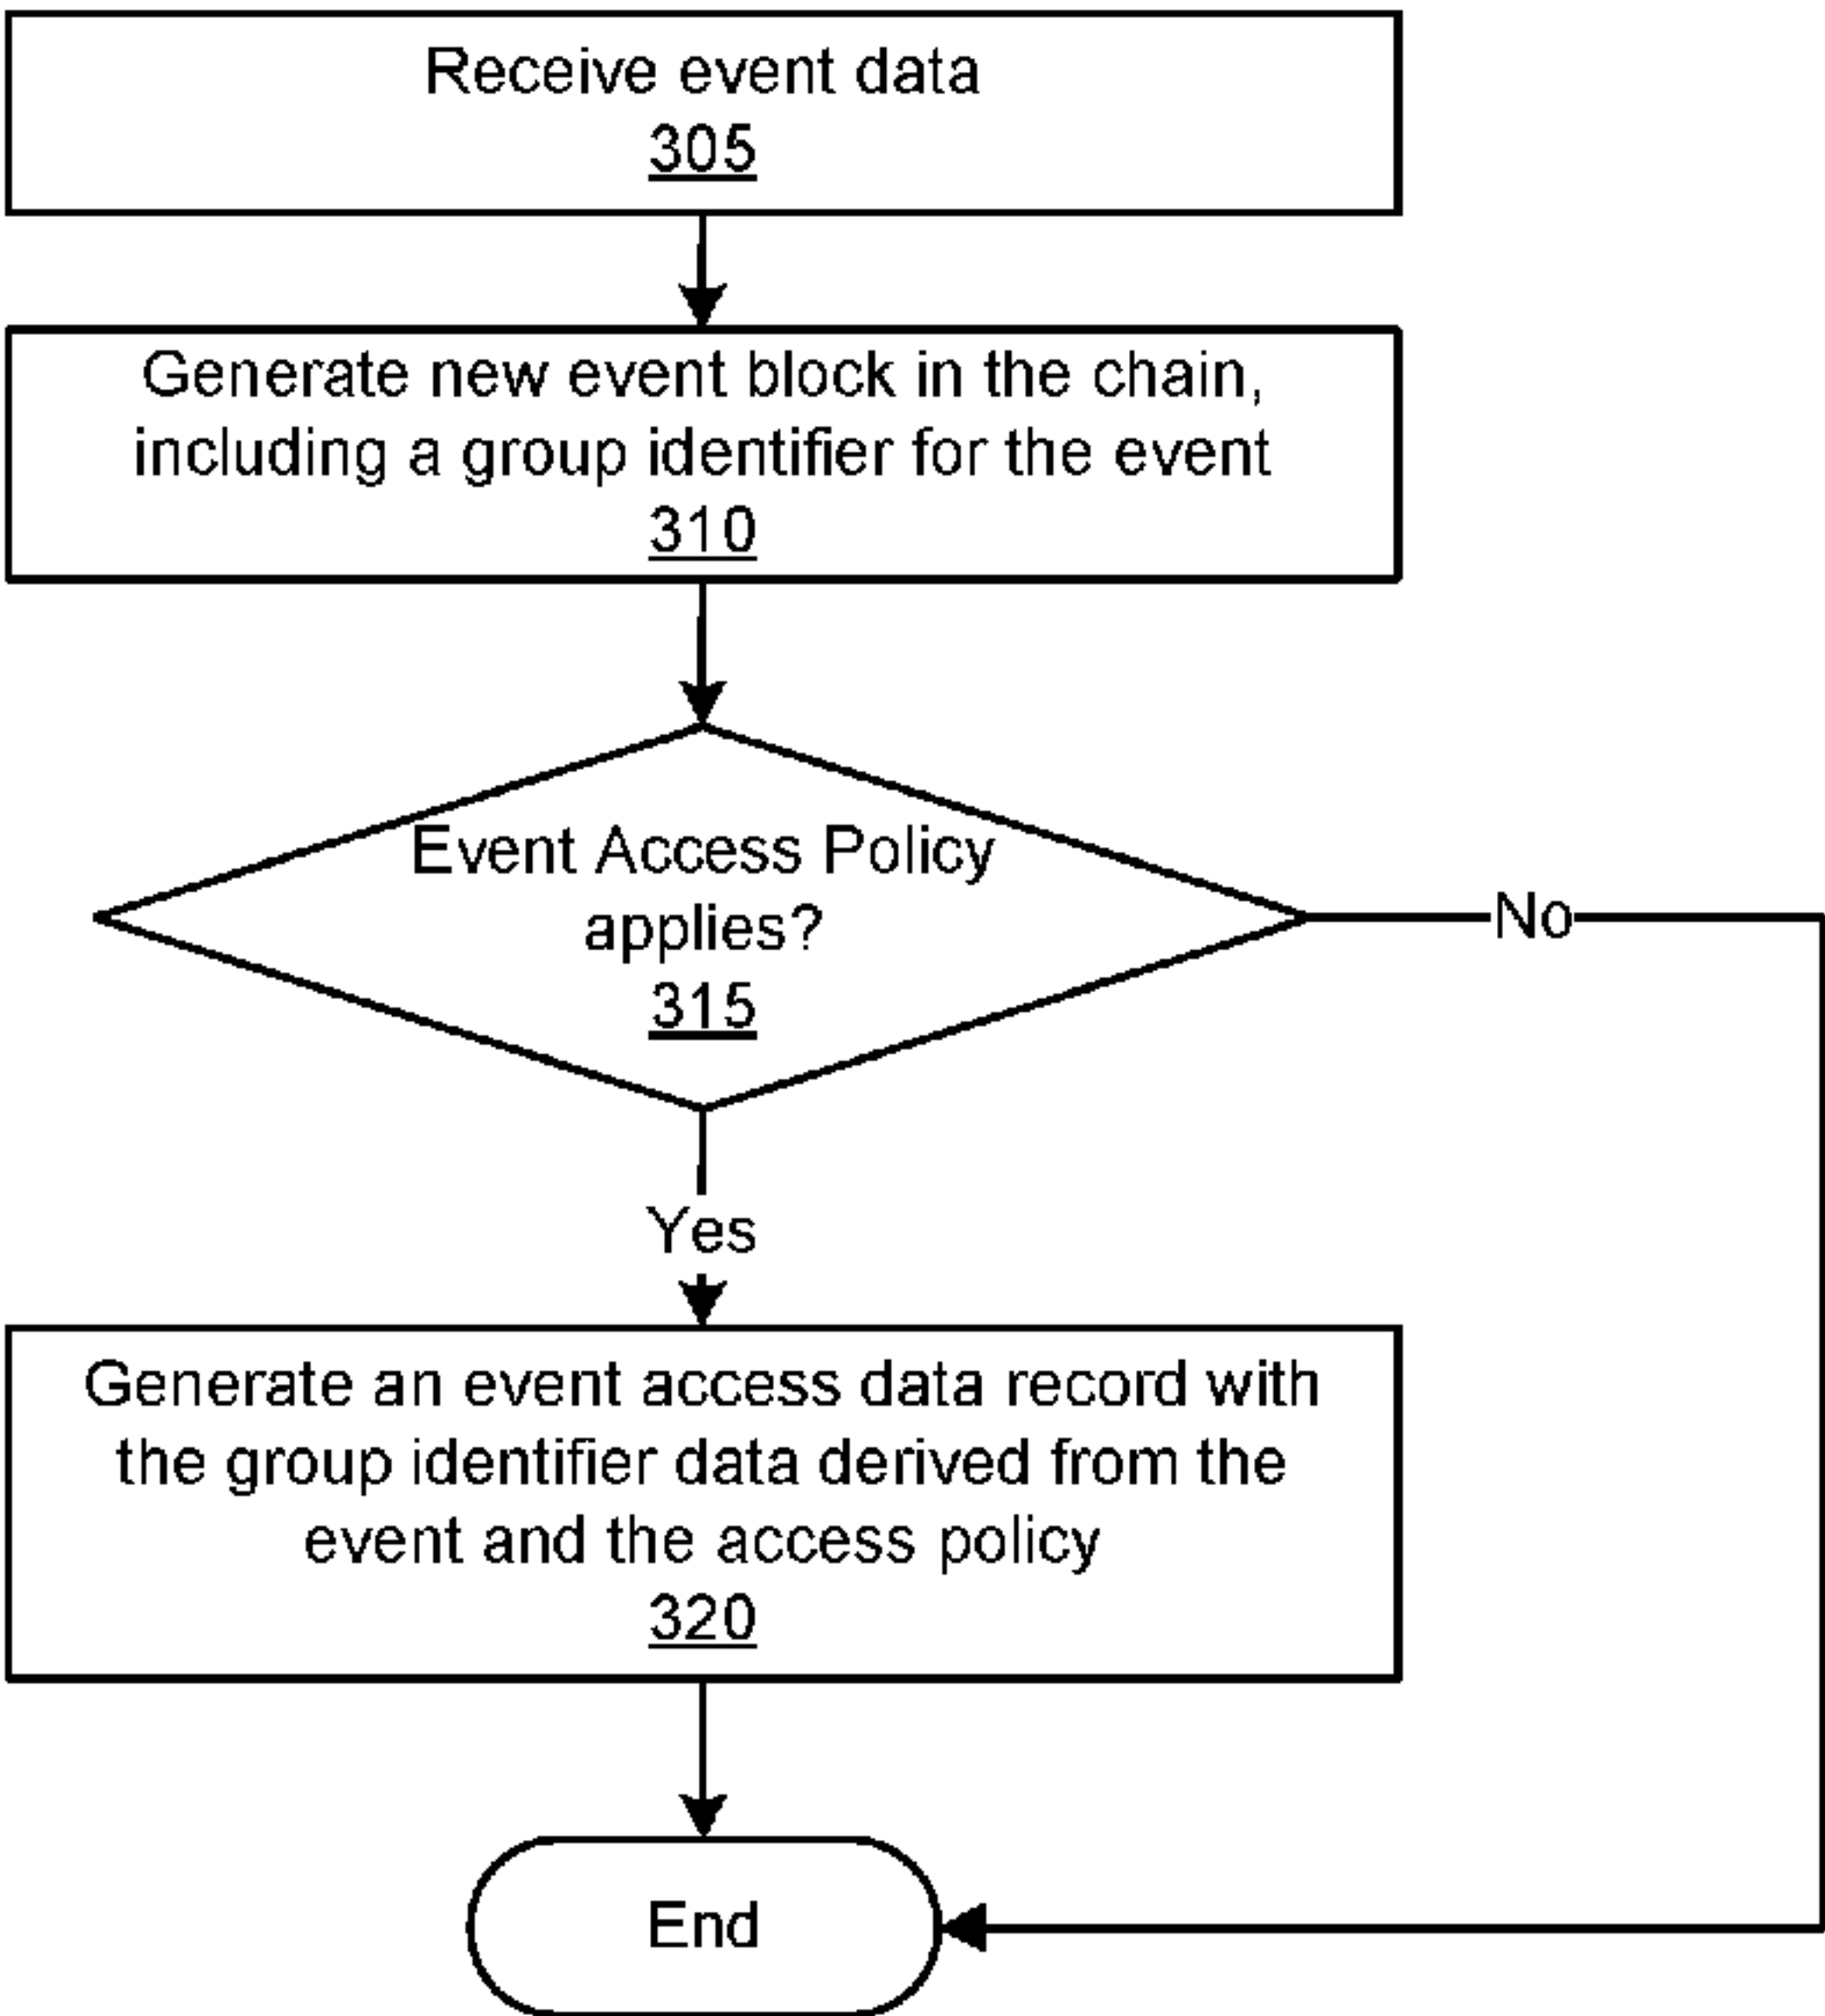 Receive event data
305
Generate new event block in the chain,
including a group identifier for the event
310
Event Access Policy
applies?
315
No
Yes
Generate an event access data record with
the group identifier data derived from the
event and the access policy
320
End